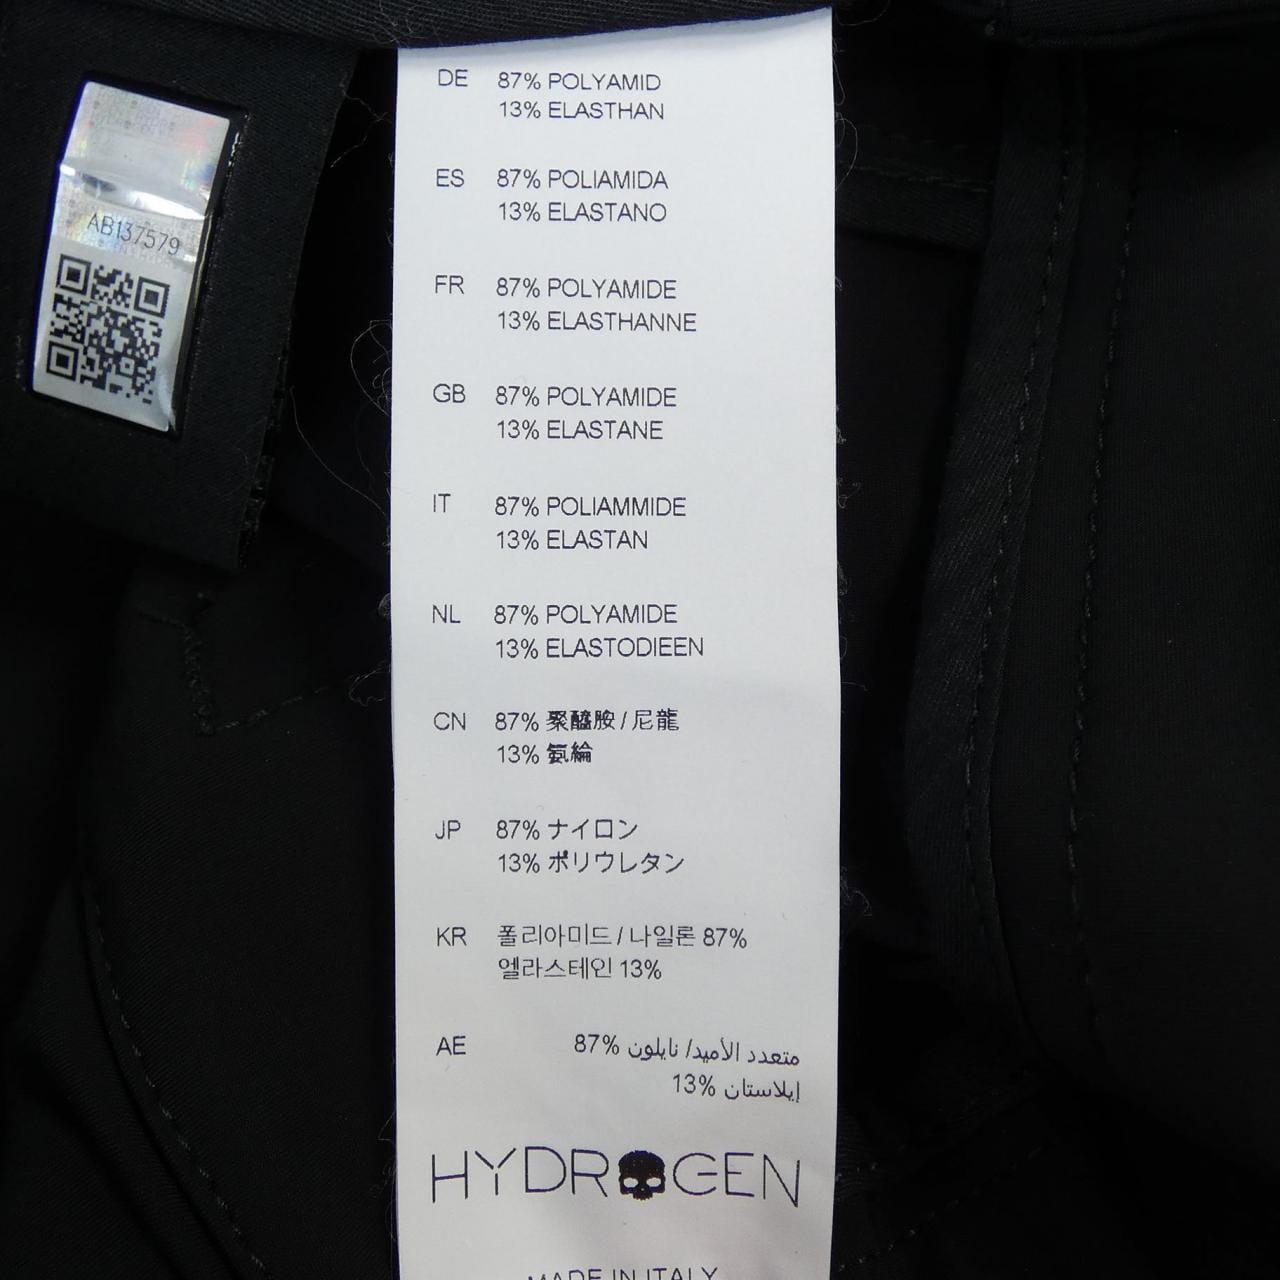 AB137579
DE 87% POLYAMID
13% ELASTHAN
ES 87% POLIAMIDA
13% ELASTANO
FR 87% POLYAMIDE
13% ELASTHANNE
GB 87% POLYAMIDE
13% ELASTANE
IT 87% POLIAMMIDE
13% ELASTAN
NL 87% POLYAMIDE
13% ELASTODIEEN
CN 87% 聚醯胺 / 尼龍
13% 氨綸
JP 87% ナイロン
13% ポリウレタン
KR 폴리아미드 / 나일론 87%
엘라스테인 13%
AE متعدد الأميد/ نايلون 87%
إيلاستان 13%
HYDROGEN
MADE IN ITALY